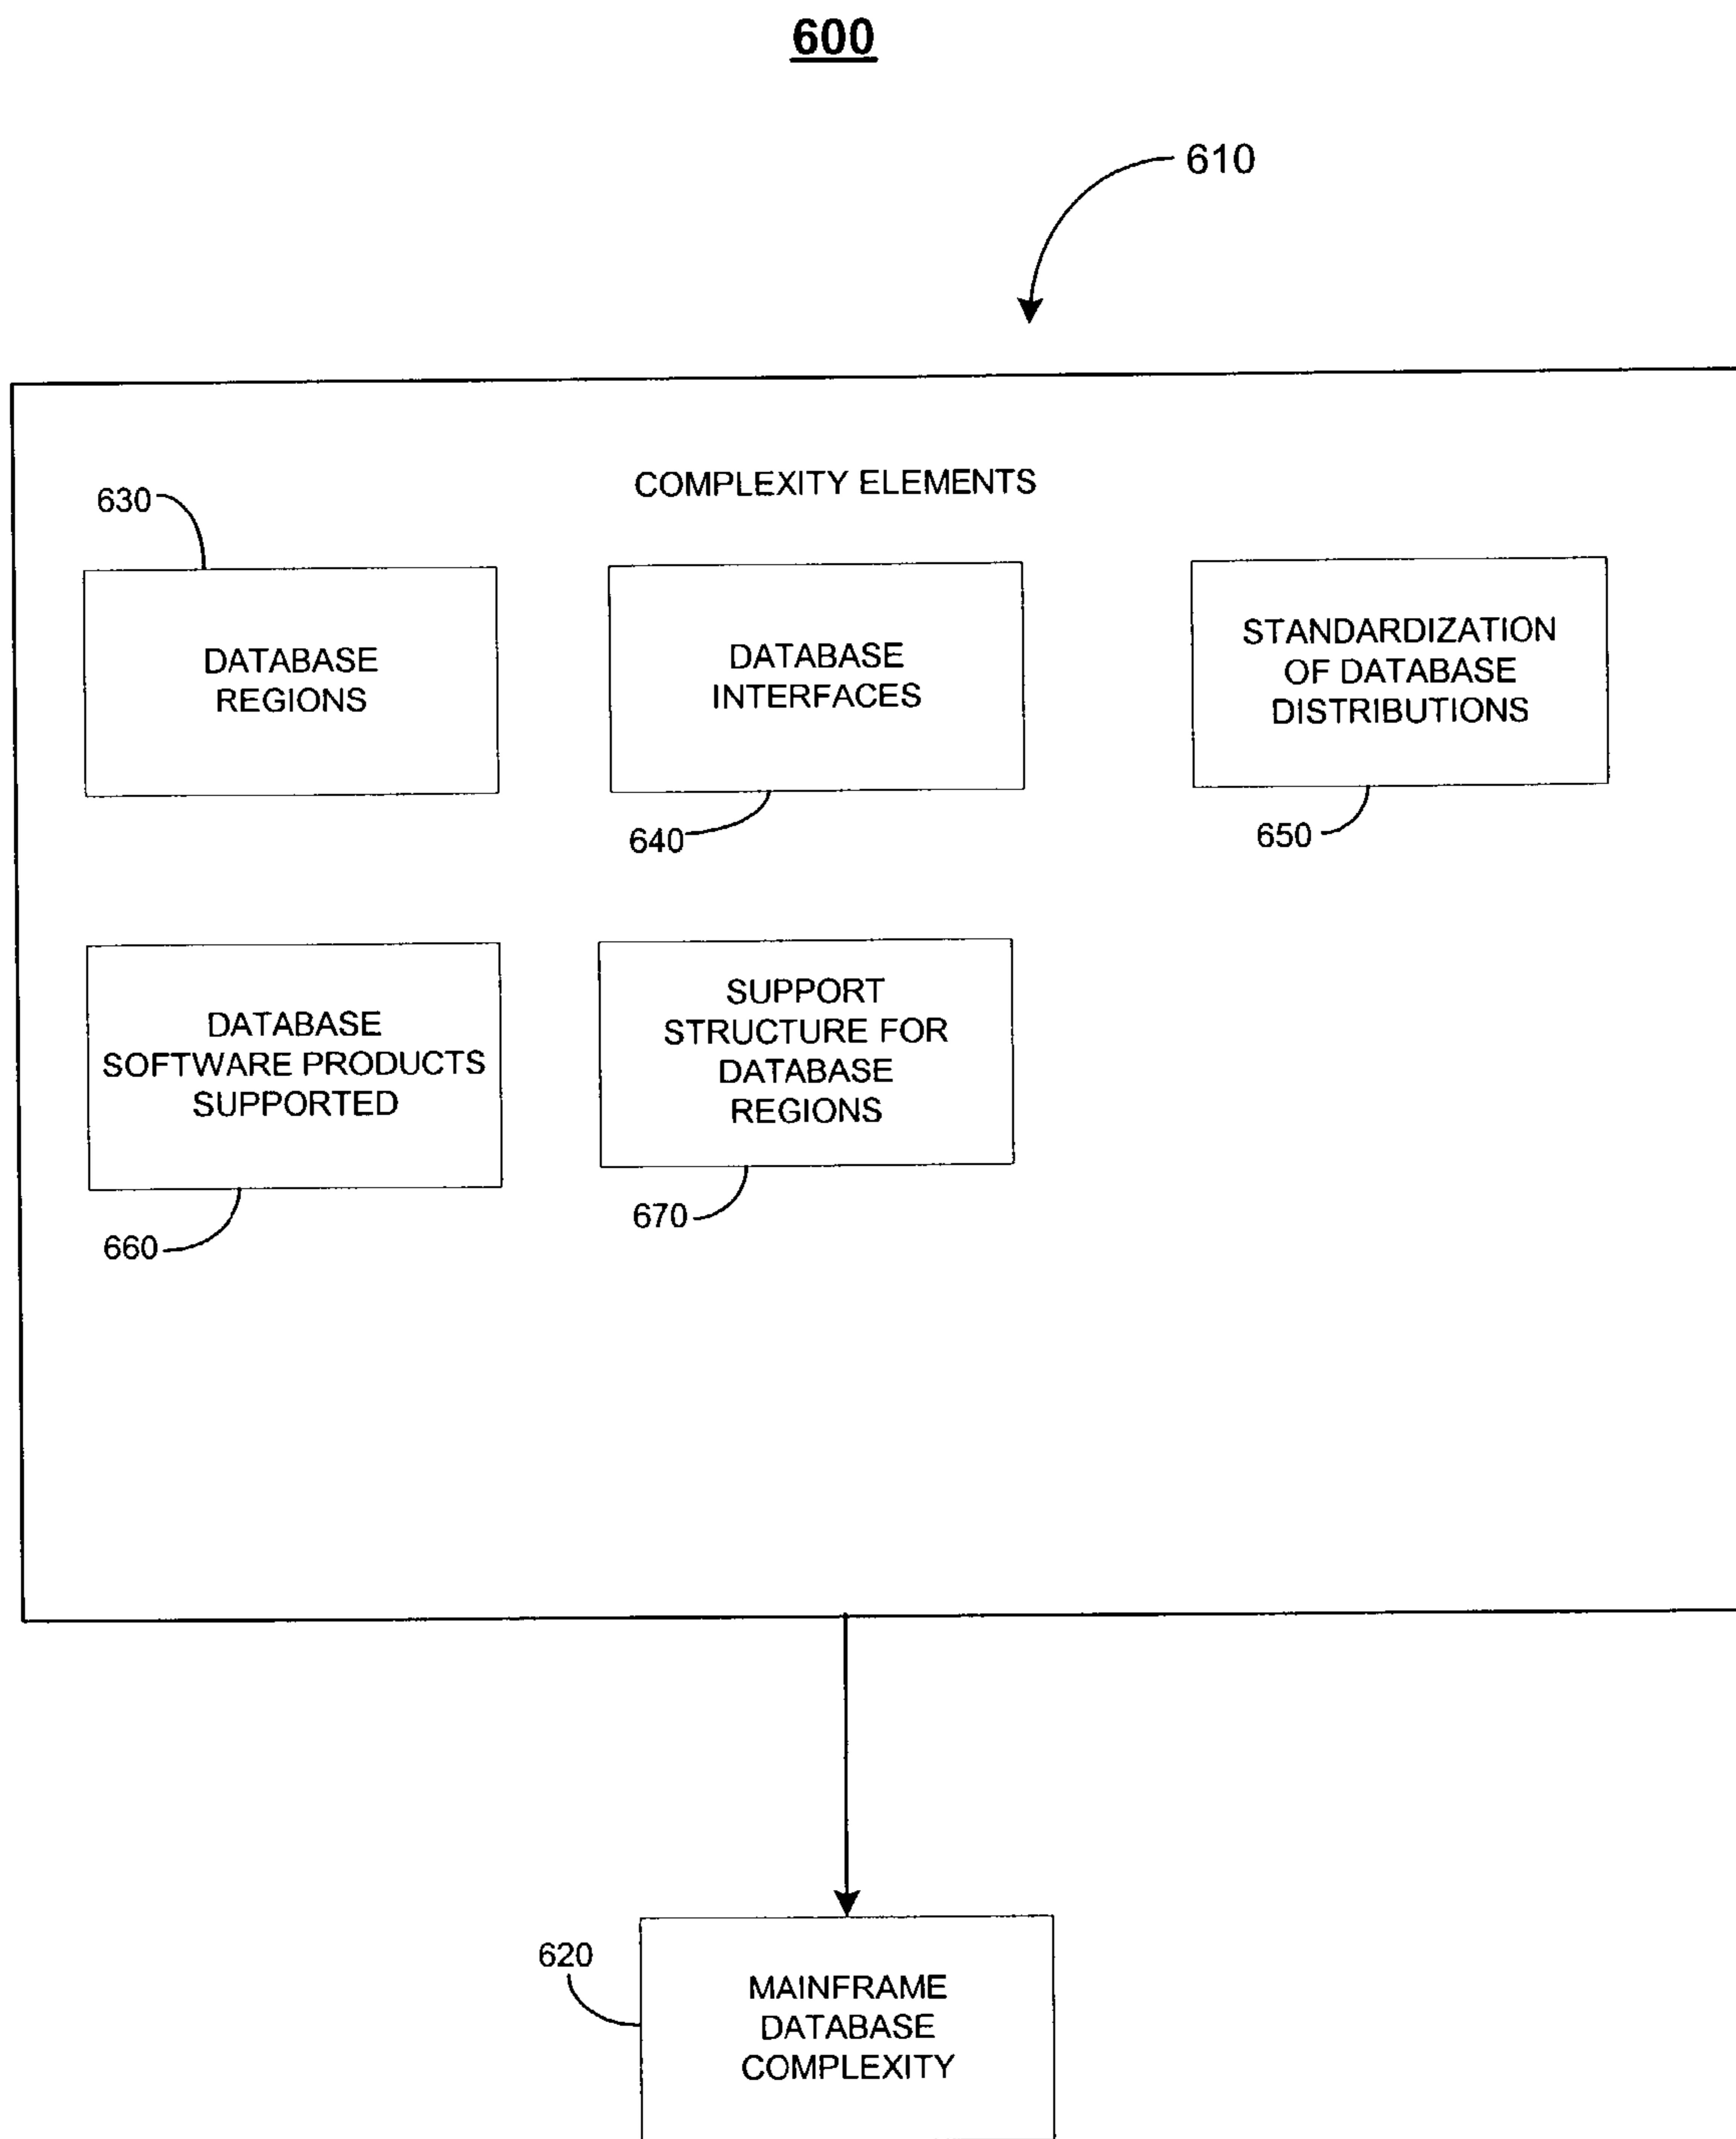 600
610
COMPLEXITY ELEMENTS
630
DATABASE
REGIONS
DATABASE
INTERFACES
640
STANDARDIZATION
OF DATABASE
DISTRIBUTIONS
650
DATABASE
SOFTWARE PRODUCTS
SUPPORTED
660
SUPPORT
STRUCTURE FOR
DATABASE
REGIONS
670
620
MAINFRAME
DATABASE
COMPLEXITY